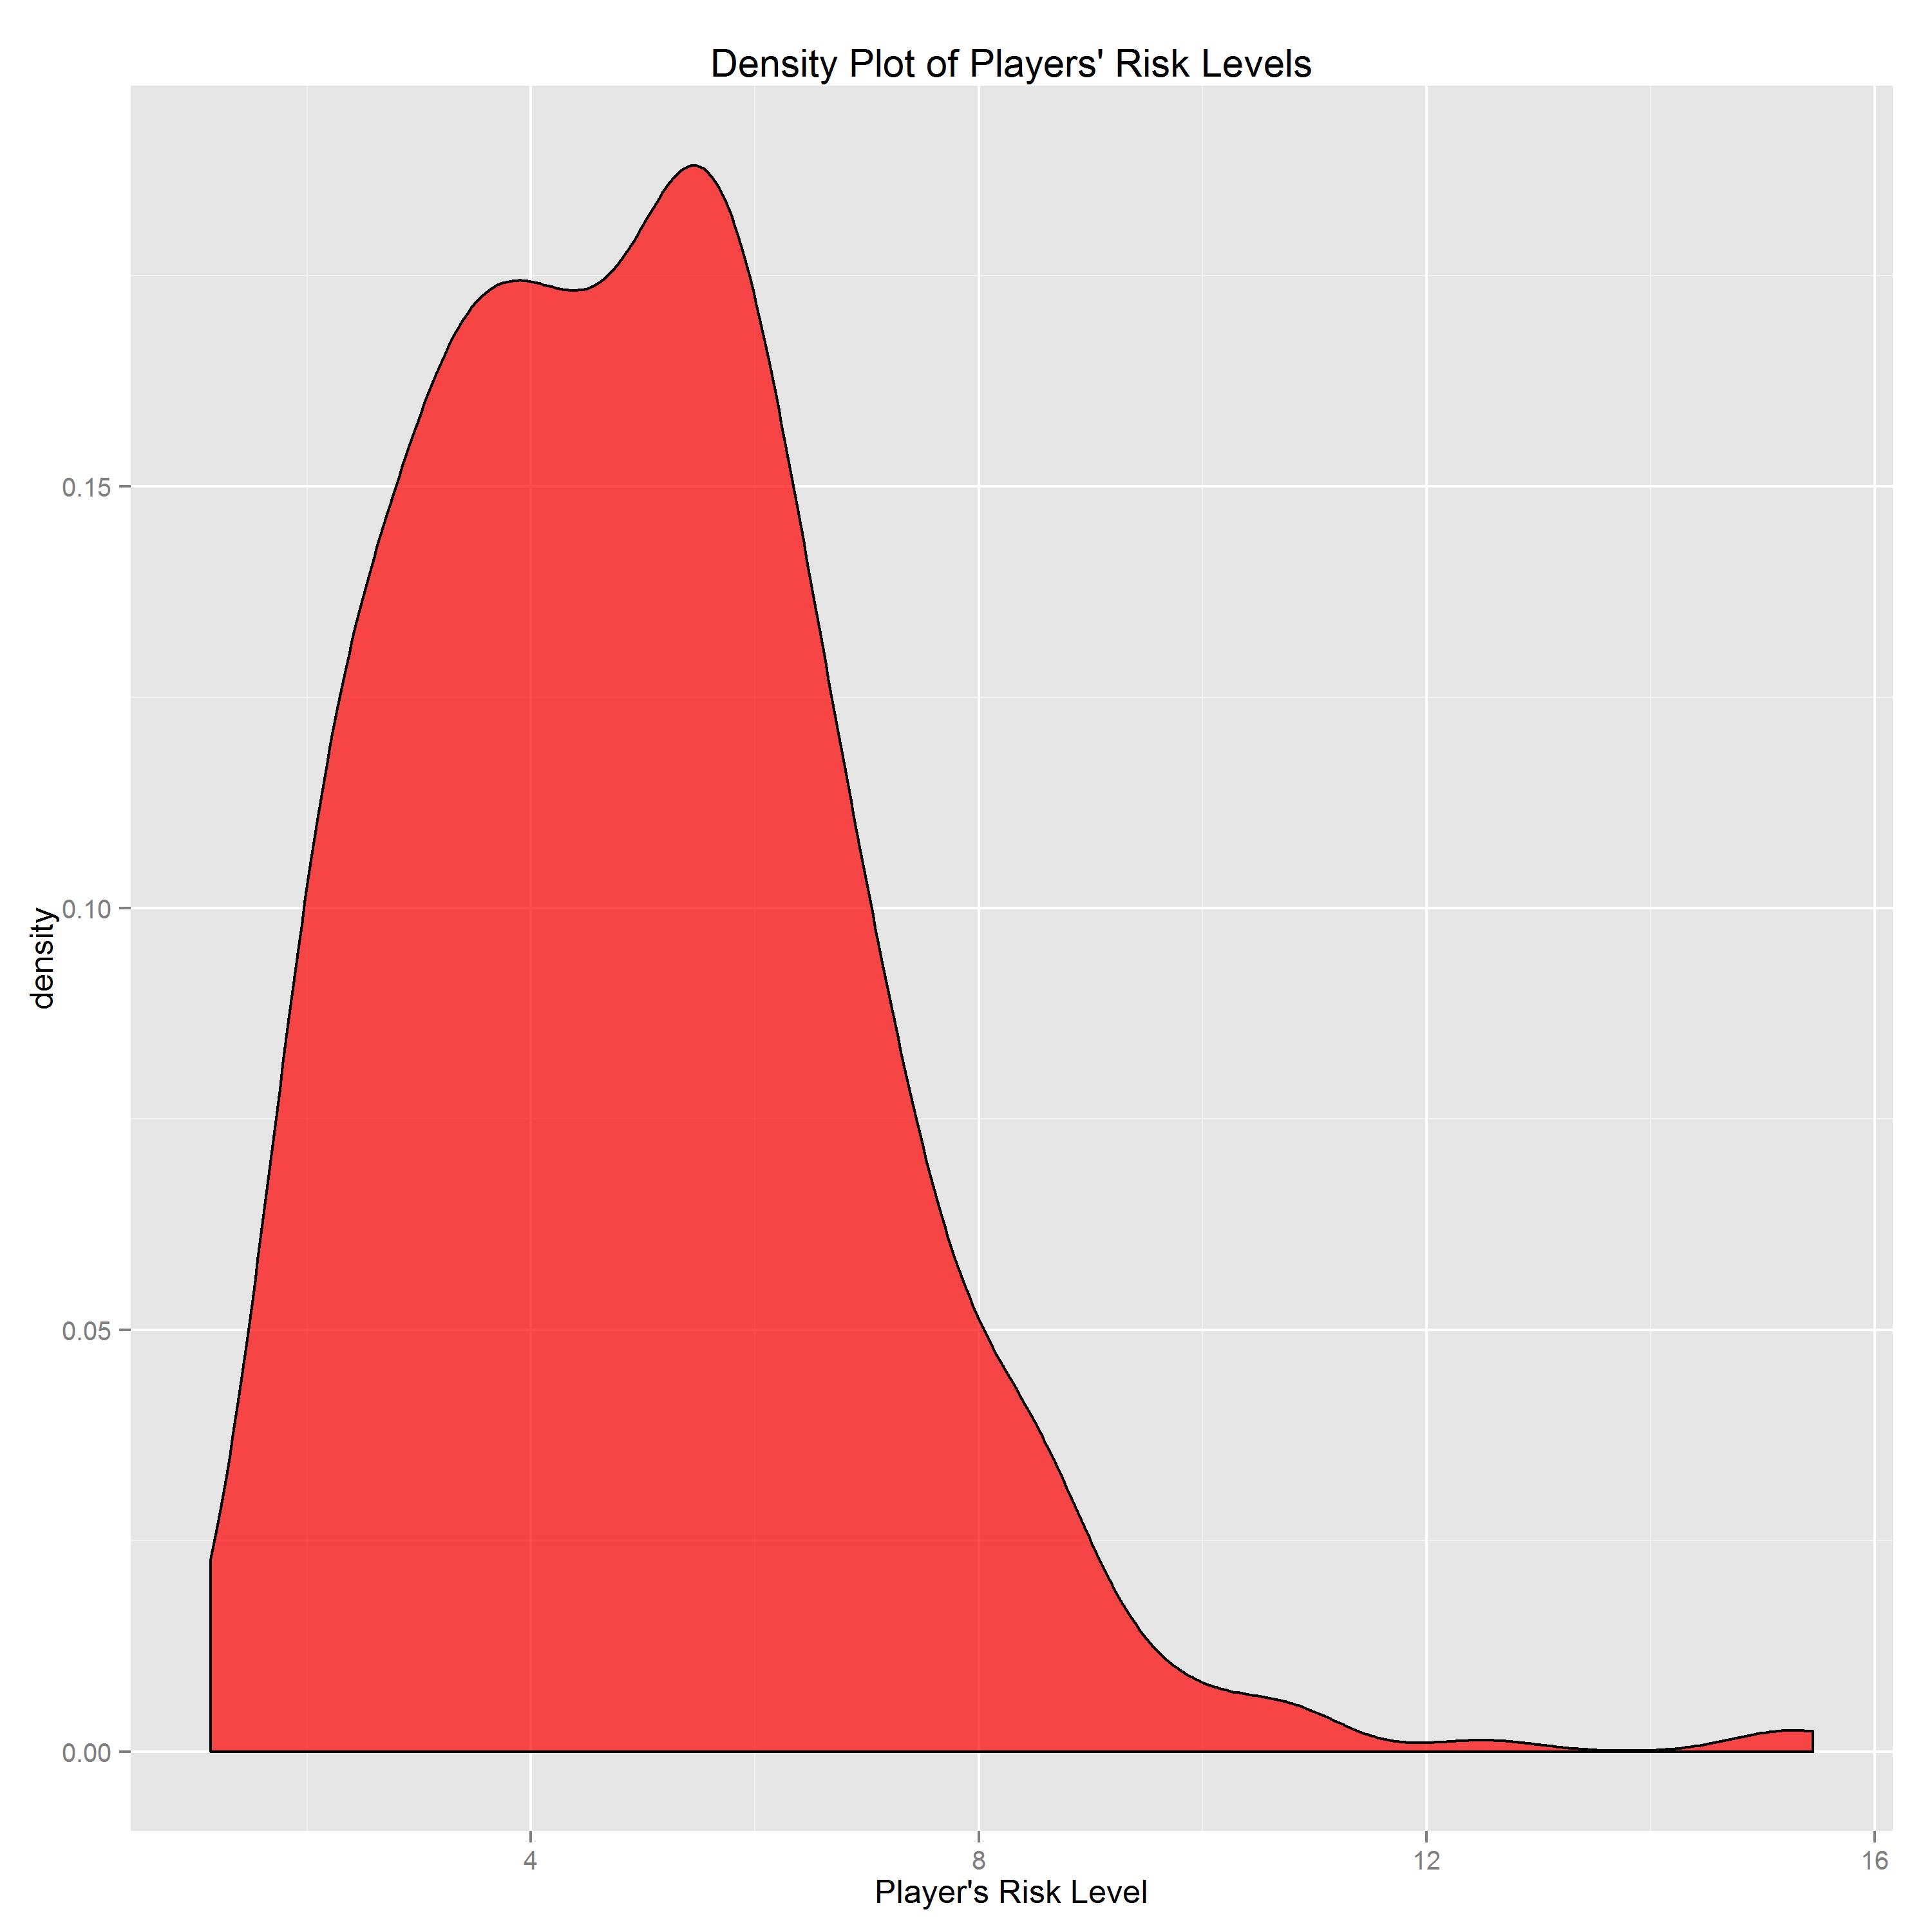 Density Plot of Players' Risk Levels
0.15
0.10
0.05
0.00
density
4 8 12 16
Player's Risk Level